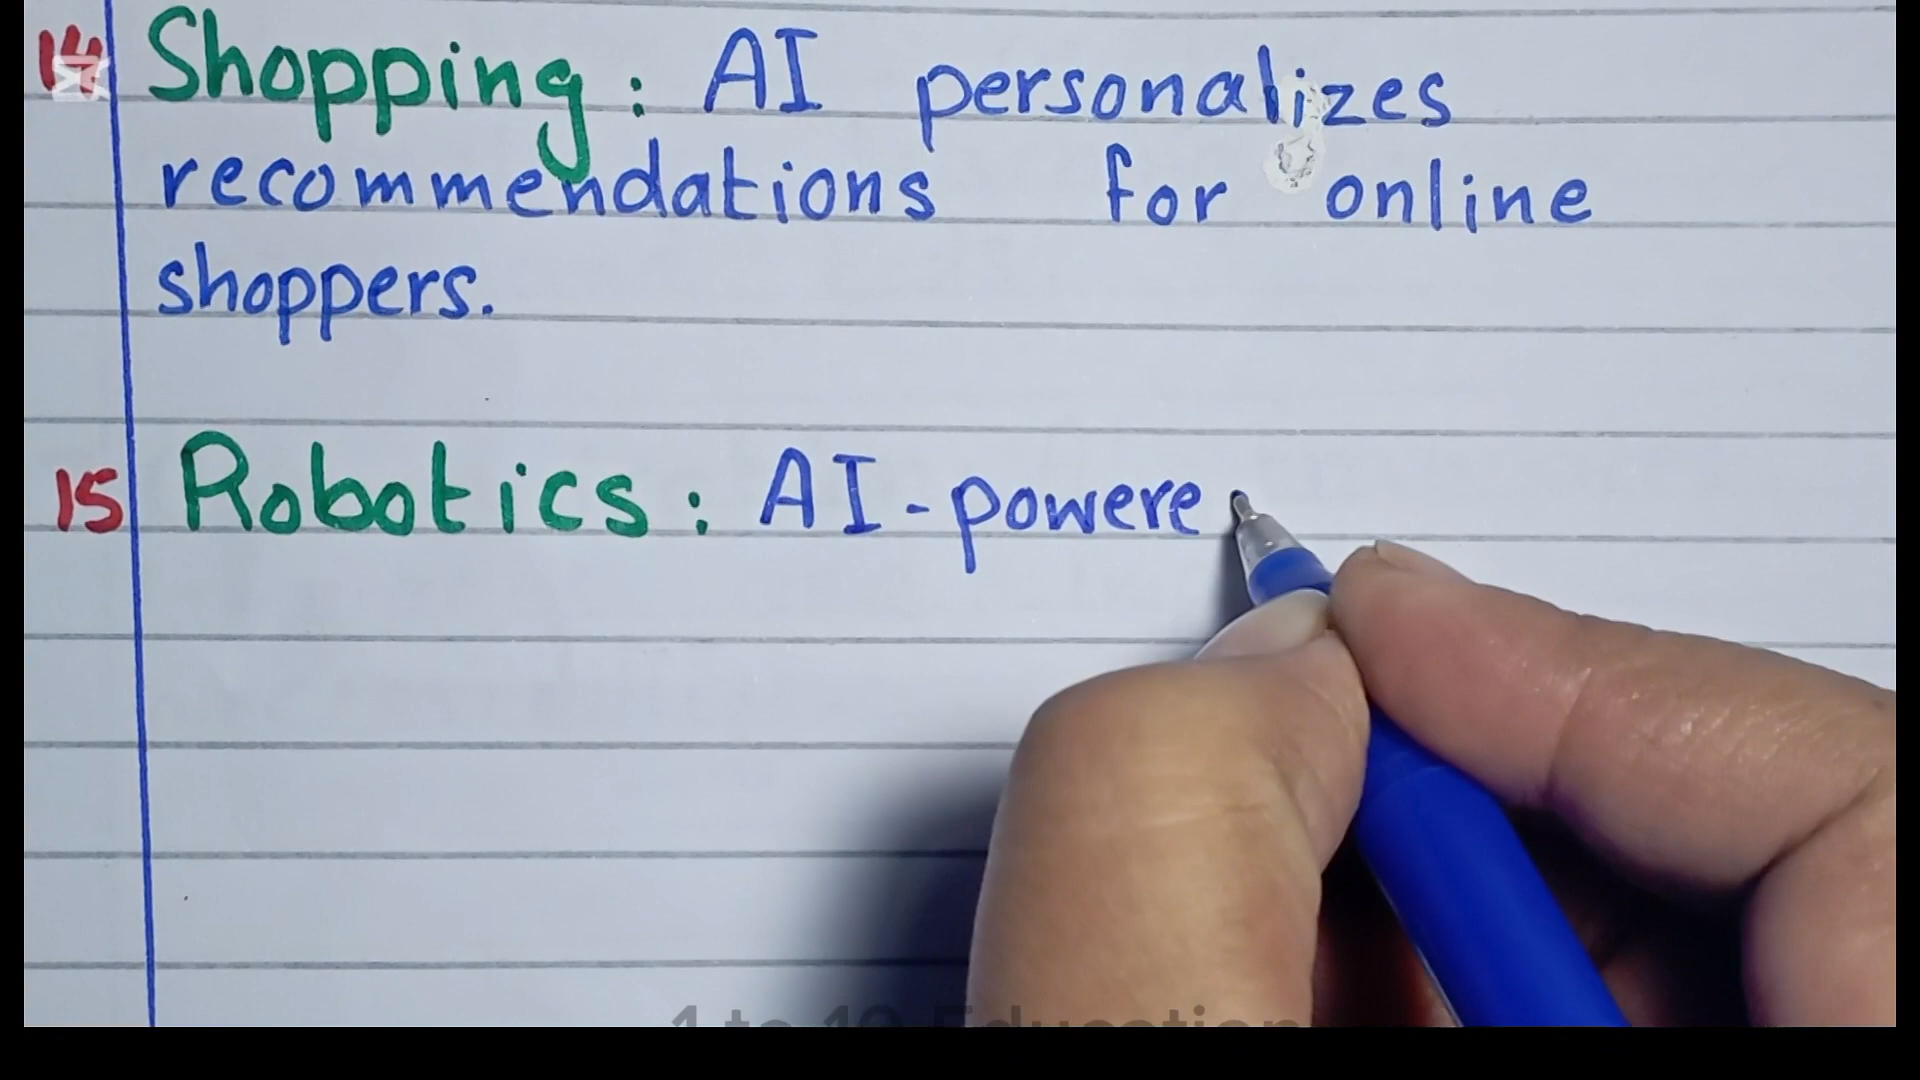 14 Shopping: AI personalizes
recommendations for online
shoppers.
15 Robotics: AI-powere